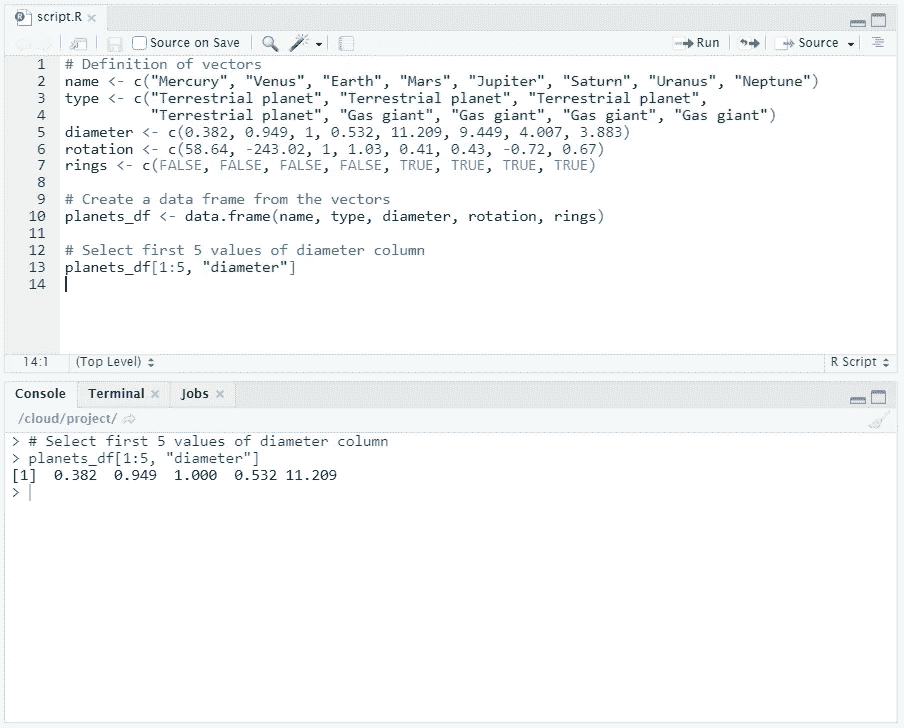 script.R
Source on Save Run Source
1 # Definition of vectors
2 name <- c("Mercury", "Venus", "Earth", "Mars", "Jupiter", "Saturn", "Uranus", "Neptune")
3 type <- c("Terrestrial planet", "Terrestrial planet", "Terrestrial planet",
4 "Terrestrial planet", "Gas giant", "Gas giant", "Gas giant", "Gas giant")
5 diameter <- c(0.382, 0.949, 1, 0.532, 11.209, 9.449, 4.007, 3.883)
6 rotation <- c(58.64, -243.02, 1, 1.03, 0.41, 0.43, -0.72, 0.67)
7 rings <- c(FALSE, FALSE, FALSE, FALSE, TRUE, TRUE, TRUE, TRUE)
8
9 # Create a data frame from the vectors
10 planets_df <- data.frame(name, type, diameter, rotation, rings)
11
12 # Select first 5 values of diameter column
13 planets_df[1:5, "diameter"]
14
14:1 (Top Level) R Script
Console Terminal Jobs
/cloud/project/
> # Select first 5 values of diameter column
> planets_df[1:5, "diameter"]
[1] 0.382 0.949 1.000 0.532 11.209
>